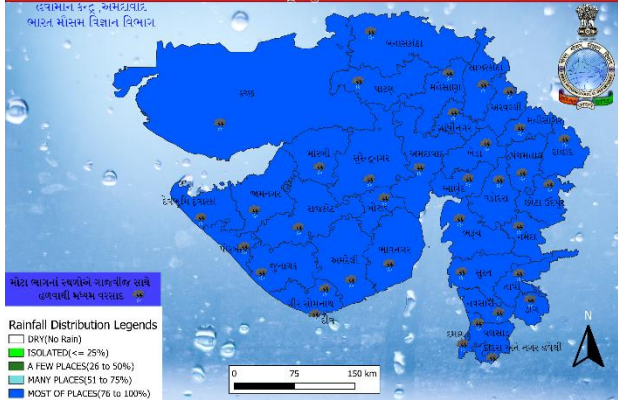 હવામાન કેન્દ્ર ,અમદાવાદ
ભારત મૌસમ વિજ્ઞાન વિભાગ
બનાસકાંઠા
સાબરકાંઠા
પાટણ
મહેસાણા
અરવલ્લી
કચ્છ
ગાંધીનગર
મહીસાગર
મોરબી
સુરેન્દ્રનગર
અમદાવાદ
ખેડા
પંચમહાલ
દાહોદ
આણંદ
વડોદરા
છોટા ઉદેપુર
દેવભૂમિ દ્વારકા
જામનગર
રાજકોટ
બોટાદ
ભરૂચ
નર્મદા
પોરબંદર
જુનાગઢ
અમરેલી
ભાવનગર
સુરત
તાપી
ગીર સોમનાથ
દીવ
નવસારી
ડાંગ
વલસાડ
દમણ
દાદરા અને નગર હવેલી
મોટા ભાગનાં સ્થળોએ ગાજવીજ સાથે
હળવાથી મધ્યમ વરસાદ
Rainfall Distribution Legends
DRY(No Rain)
ISOLATED(<= 25%)
A FEW PLACES(26 to 50%)
MANY PLACES(51 to 75%)
MOST OF PLACES(76 to 100%)
0 75 150 km
N